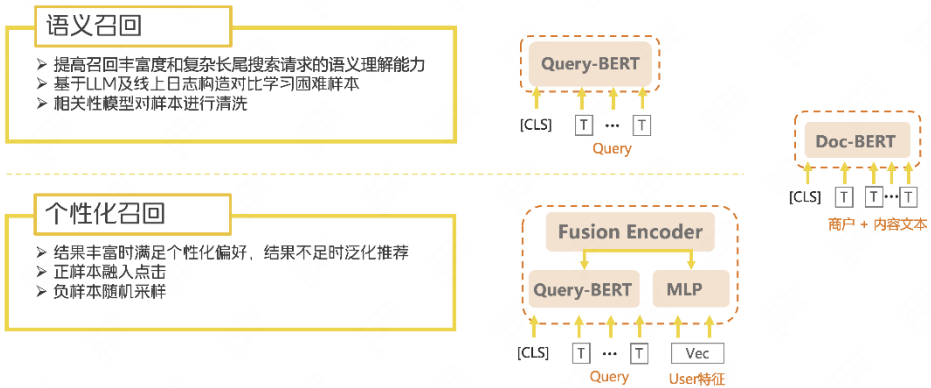 语义召回
提高召回丰富度和复杂长尾搜索请求的语义理解能力
基于LLM及线上日志构造对比学习困难样本
相关性模型对样本进行清洗
Query-BERT
[CLS] T ··· T
Query
个性化召回
结果丰富时满足个性化偏好，结果不足时泛化推荐
正样本融入点击
负样本随机采样
Fusion Encoder
Query-BERT MLP
[CLS] T ··· T Vec
Query User特征
Doc-BERT
[CLS] T T ··· T
商户 + 内容文本